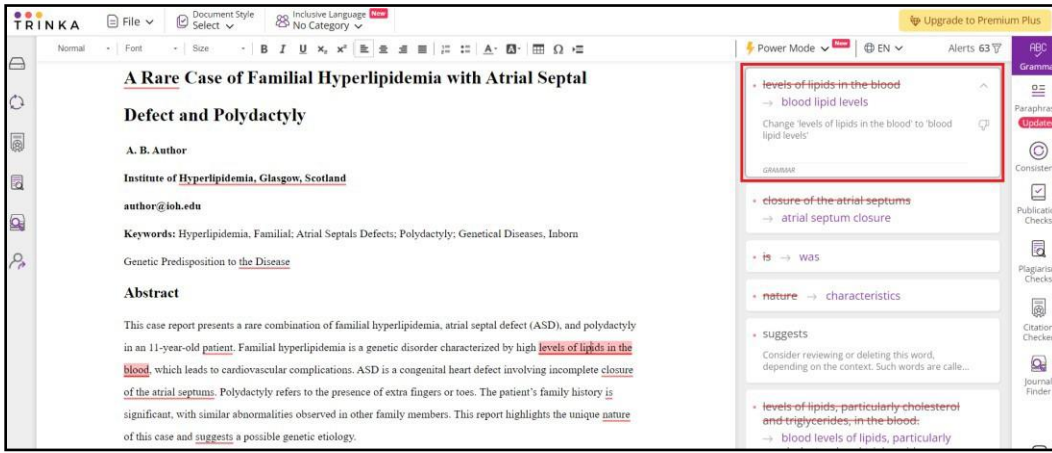 TRINKA
File
Document Style
Select
Inclusive Language New
No Category
Upgrade to Premium Plus
Normal Font Size B I U x₂ x² A A Ω
Power Mode New EN Alerts 63
A Rare Case of Familial Hyperlipidemia with Atrial Septal
Defect and Polydactyly
A. B. Author
Institute of Hyperlipidemia, Glasgow, Scotland
author@ioh.edu
Keywords: Hyperlipidemia, Familial; Atrial Septals Defects; Polydactyly; Genetical Diseases, Inborn
Genetic Predisposition to the Disease
Abstract
This case report presents a rare combination of familial hyperlipidemia, atrial septal defect (ASD), and polydactyly
in an 11-year-old patient. Familial hyperlipidemia is a genetic disorder characterized by high levels of lipids in the
blood, which leads to cardiovascular complications. ASD is a congenital heart defect involving incomplete closure
of the atrial septums. Polydactyly refers to the presence of extra fingers or toes. The patient's family history is
significant, with similar abnormalities observed in other family members. This report highlights the unique nature
of this case and suggests a possible genetic etiology.
levels of lipids in the blood
→ blood lipid levels
Change 'levels of lipids in the blood' to 'blood
lipid levels'
GRAMMAR
closure of the atrial septums
→ atrial septum closure
is → was
nature → characteristics
suggests
Consider reviewing or deleting this word,
depending on the context. Such words are calle...
levels of lipids, particularly cholesterol
and triglycerides, in the blood.
→ blood levels of lipids, particularly
ABC
Gramma
Paraphras
Update
Consisten
Publicati
Checks
Plagiaris
Checks
Citation
Checke
Journal
Finder